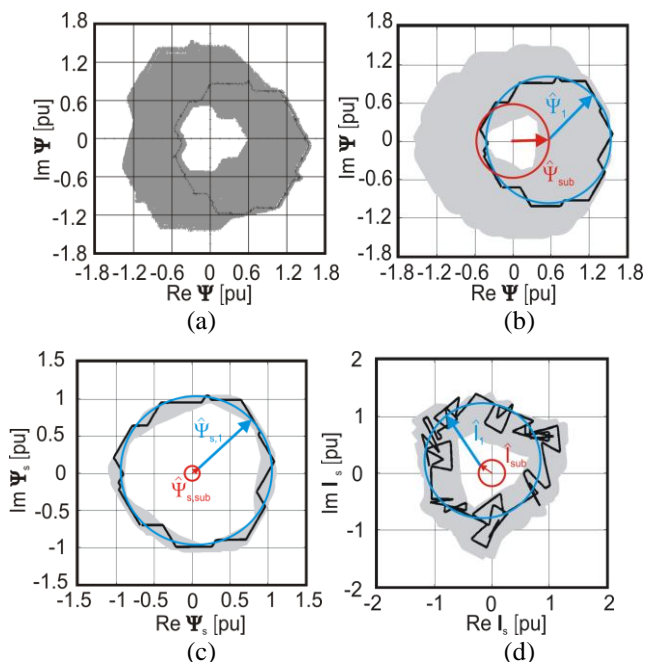 1.8
1.2
0.6
0
-0.6
-1.2
-1.8
Im Ψ [pu]
-1.8 -1.2 -0.6 0 0.6 1.2 1.8
Re Ψ [pu]
(a)
1.8
1.2
0.6
0
-0.6
-1.2
-1.8
Im Ψ [pu]
Ψ̂₁
Ψ̂sub
-1.8 -1.2 -0.6 0 0.6 1.2 1.8
Re Ψ [pu]
(b)
1.5
1
0.5
0
-0.5
-1
-1.5
Im Ψs [pu]
Ψ̂s,1
Ψ̂s,sub
-1.5 -1 -0.5 0 0.5 1 1.5
Re Ψs [pu]
(c)
2
1
0
-1
-2
Im Is [pu]
Î₁
Îsub
-2 -1 0 1 2
Re Is [pu]
(d)